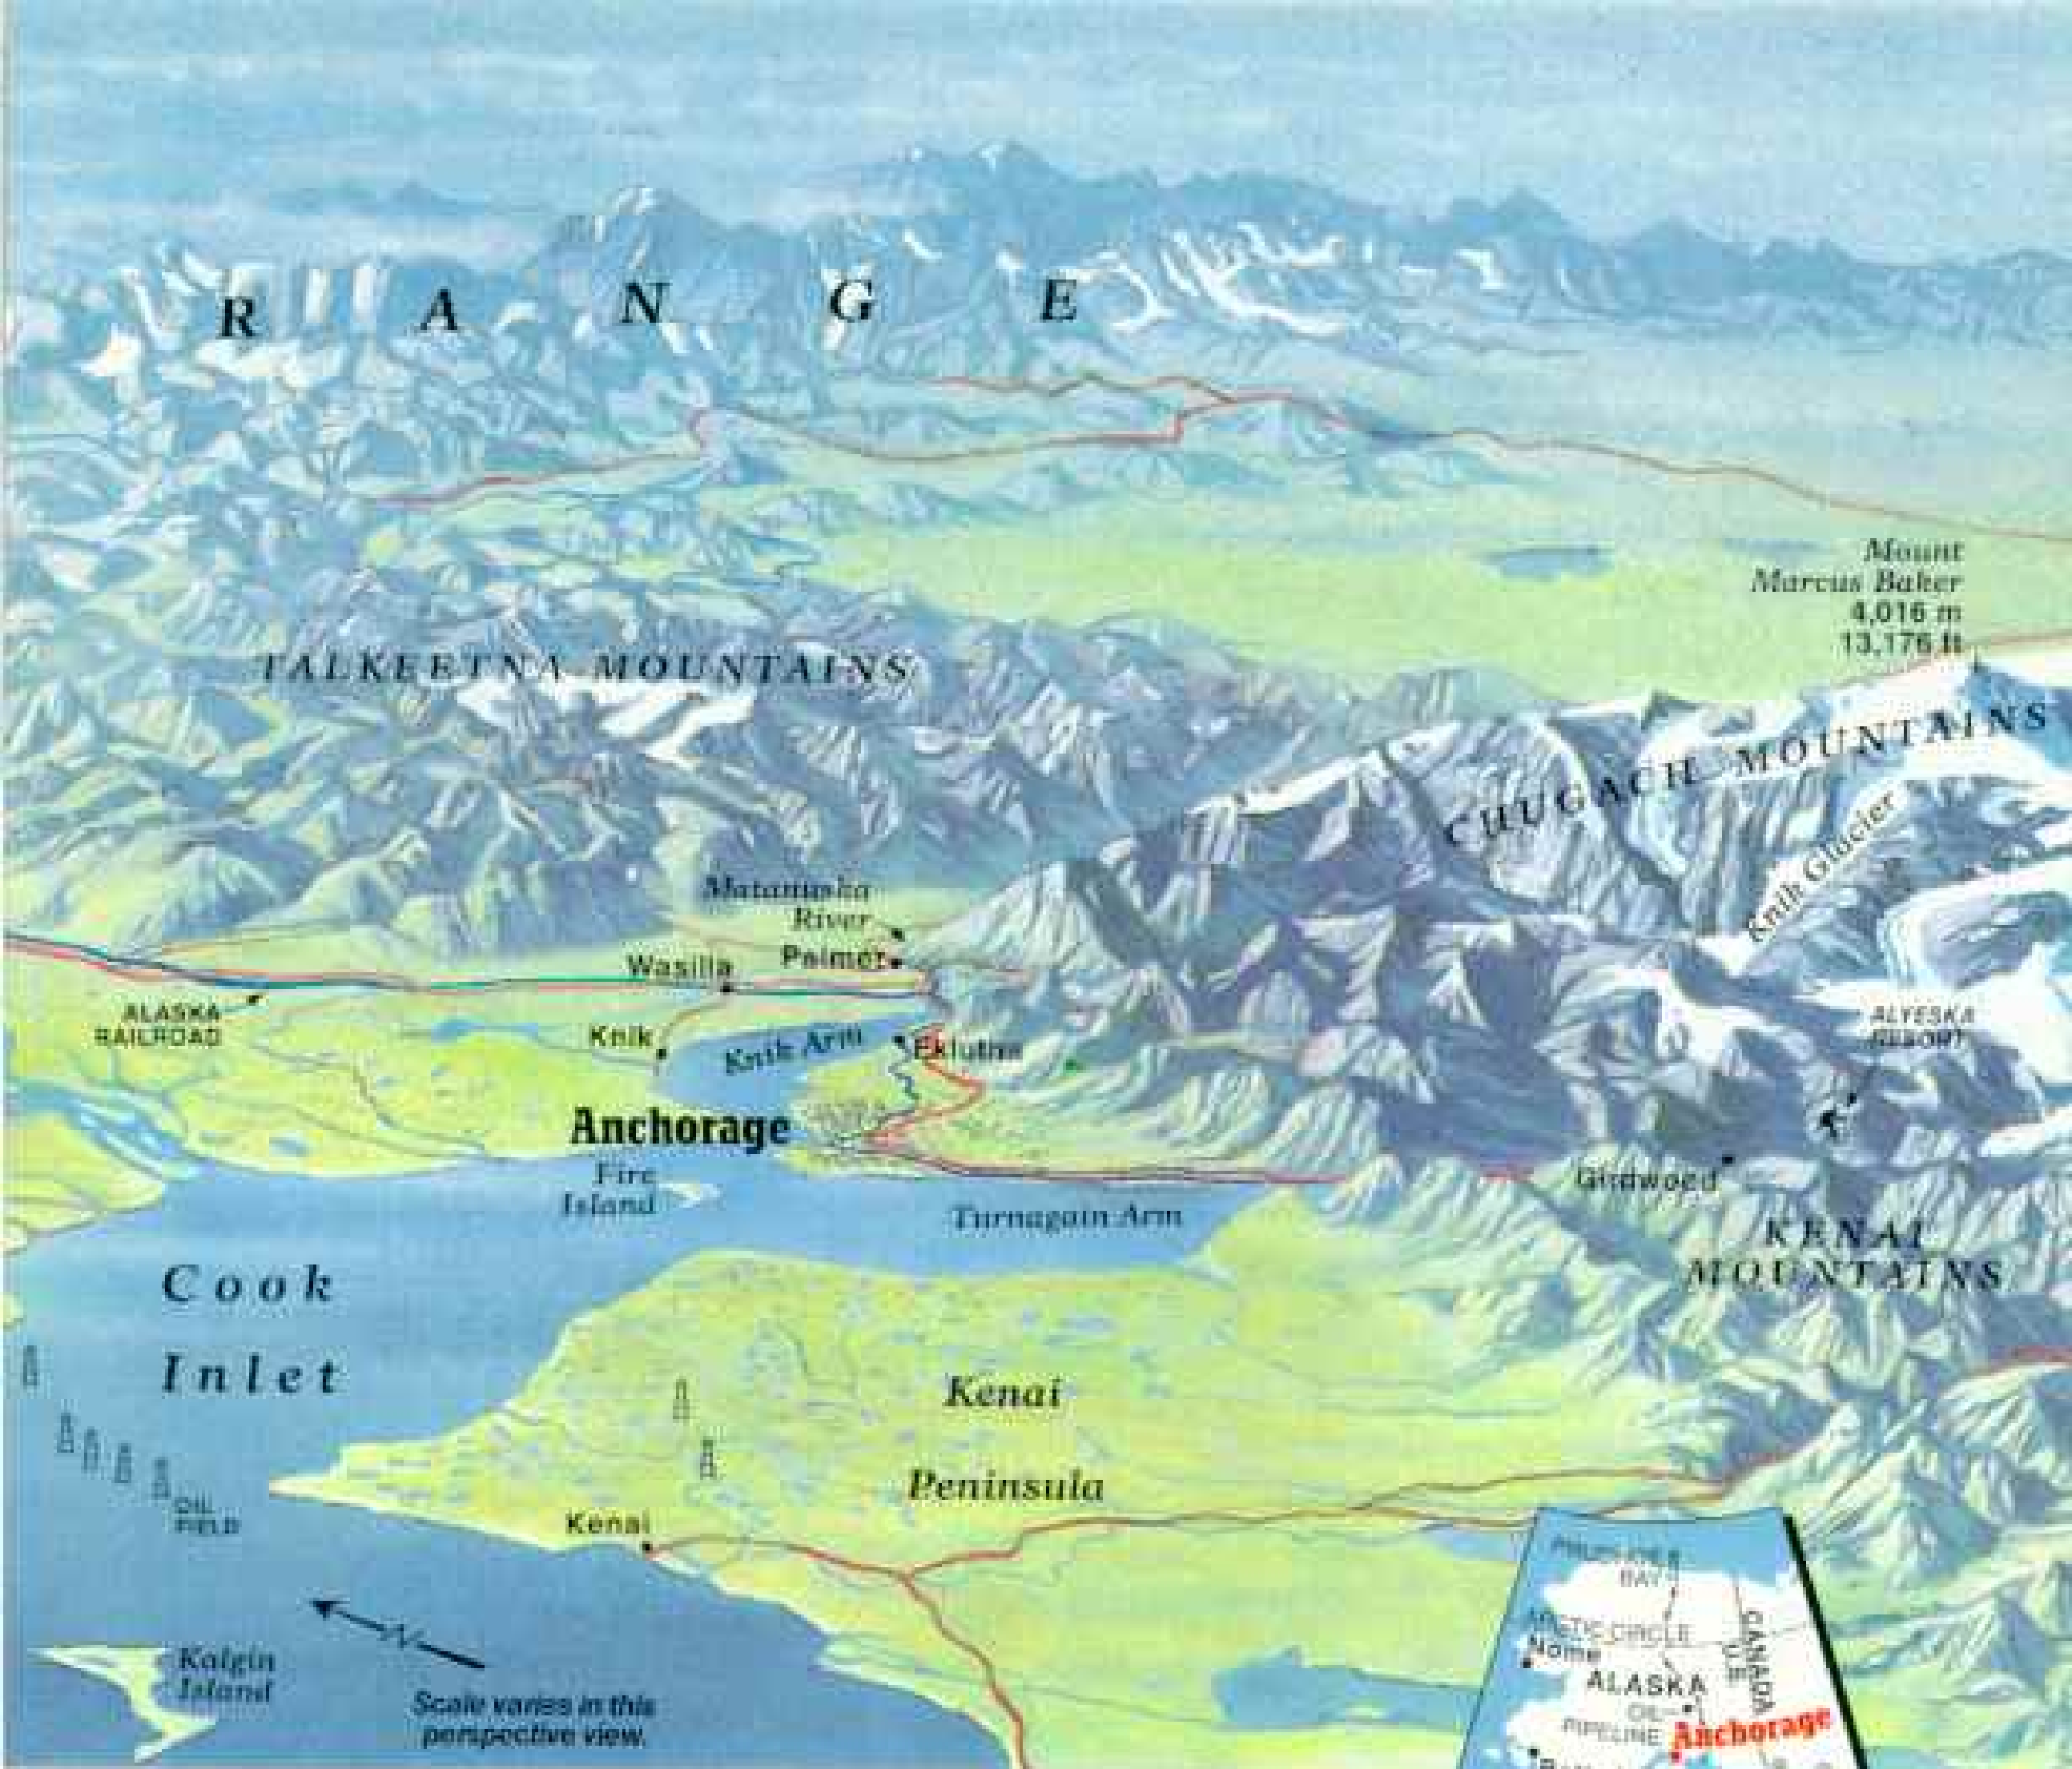 R A N G E
Mount
Marcus Baker
4,016 m
13,176 ft
TALKEETNA MOUNTAINS
CHUGACH MOUNTAINS
Knik Glacier
Matanuska
River
Palmer
Wasilla
ALASKA
RAILROAD
Knik
Knik Arm
Eklutna
ALYESKA
RESORT
Anchorage
Fire
Island
Girdwood
Turnagain Arm
KENAI
MOUNTAINS
Cook
Inlet
Kenai
Peninsula
OIL
FIELD
Kenai
N
Kalgin
Island
Scale varies in this
perspective view.
PRUDHOE
BAY
ARCTIC CIRCLE
Nome
CANADA
U.S.
ALASKA
OIL
PIPELINE
Anchorage